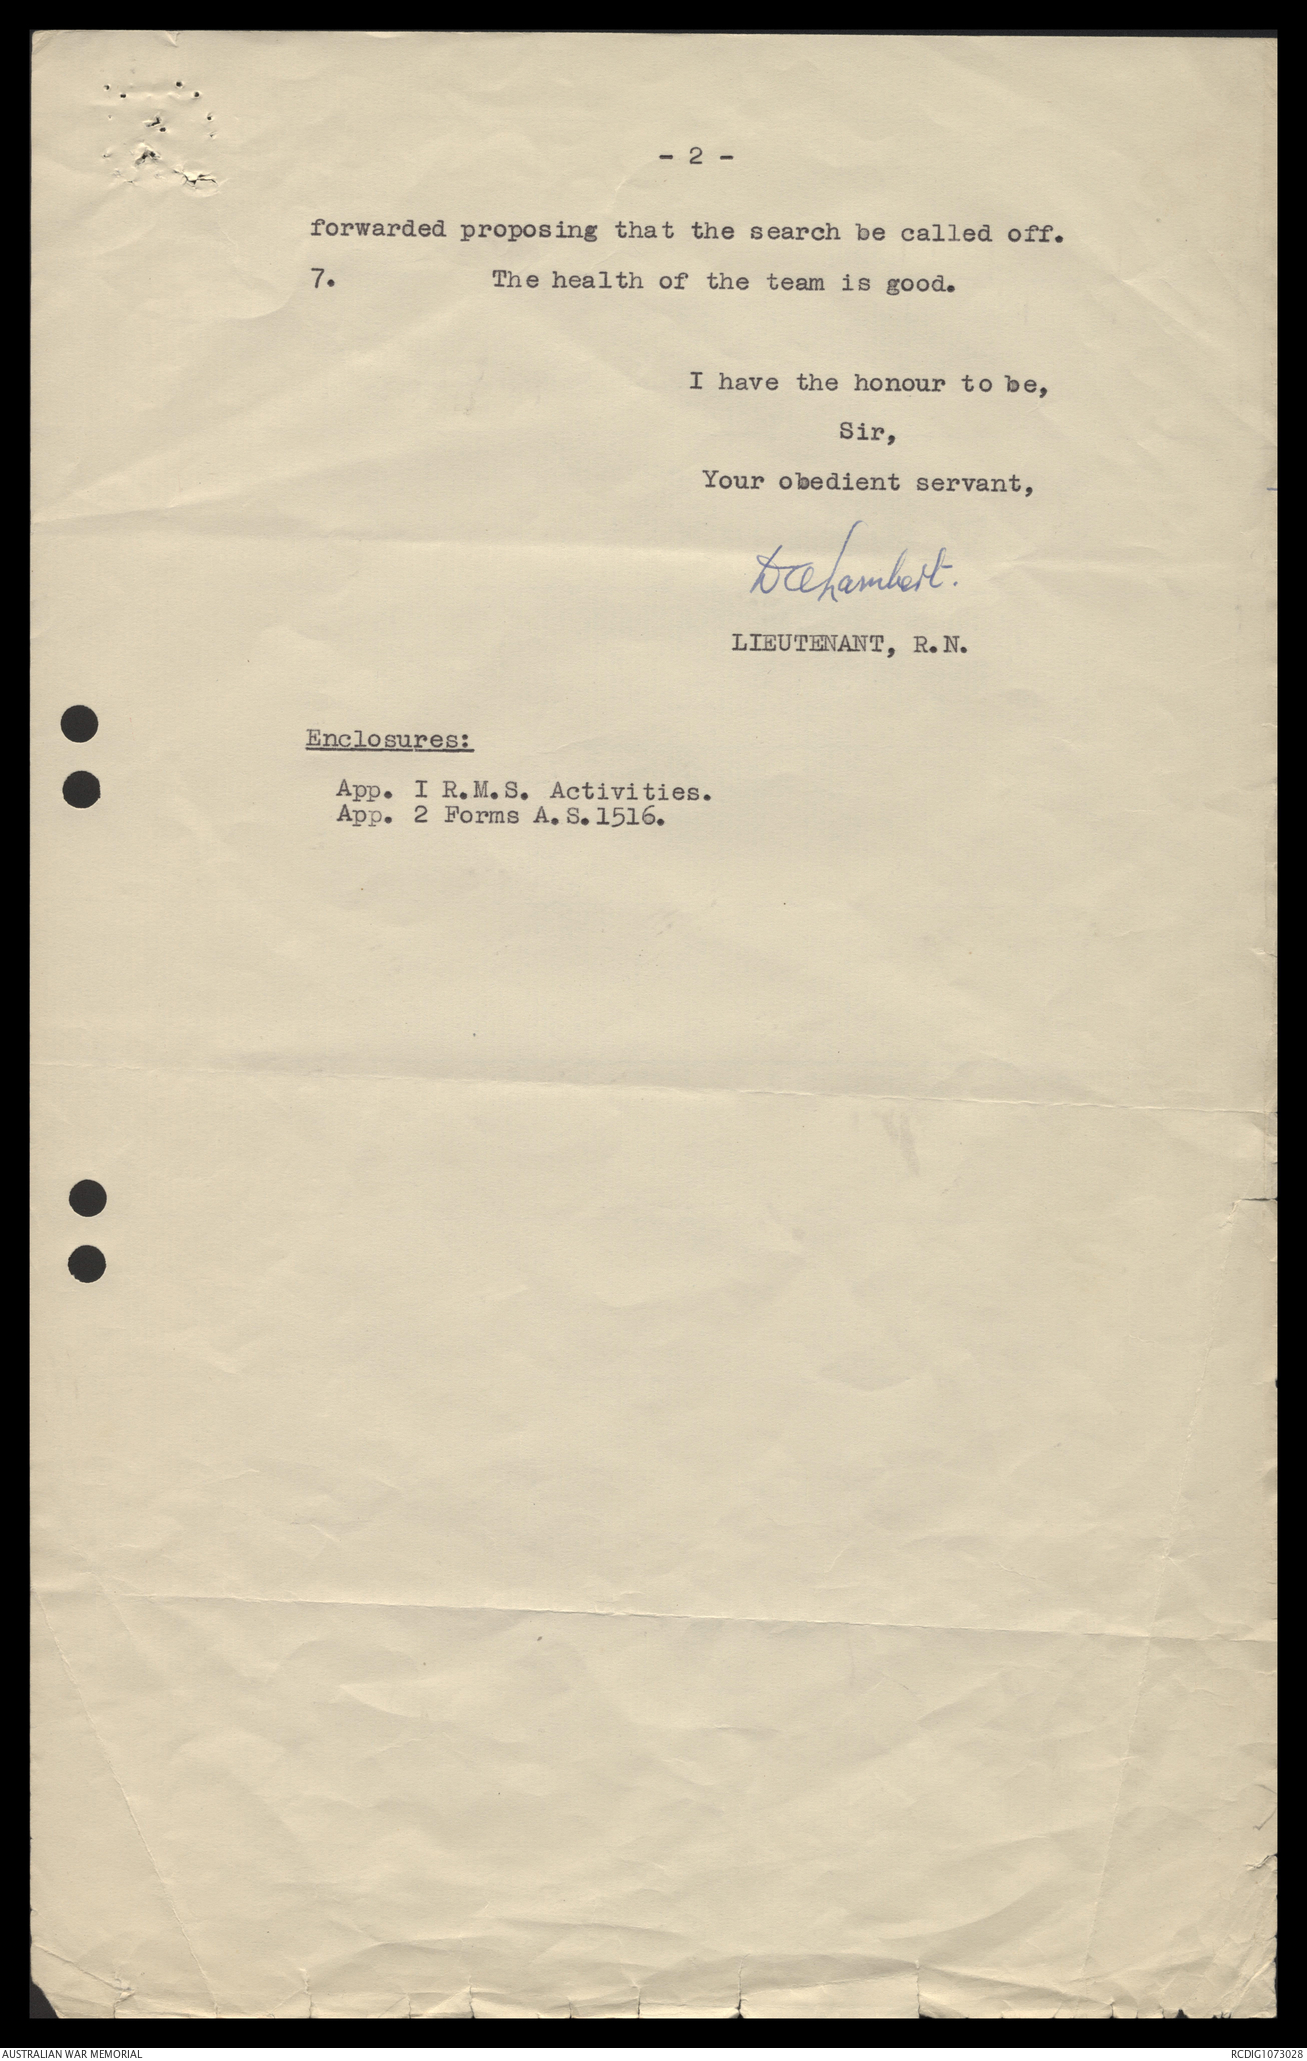 - 2 -
forwarded proposing that the search be called off.
7. The health of the team is good.
I have the honour to be,
Sir,
Your obedient servant,
Lambert.
LIEUTENANT, R.N.
Enclosures:
App. I R.M.S. Activities.
App. 2 Forms A.S.1516.
AUSTRALIAN WAR MEMORIAL
RCDIG1073028